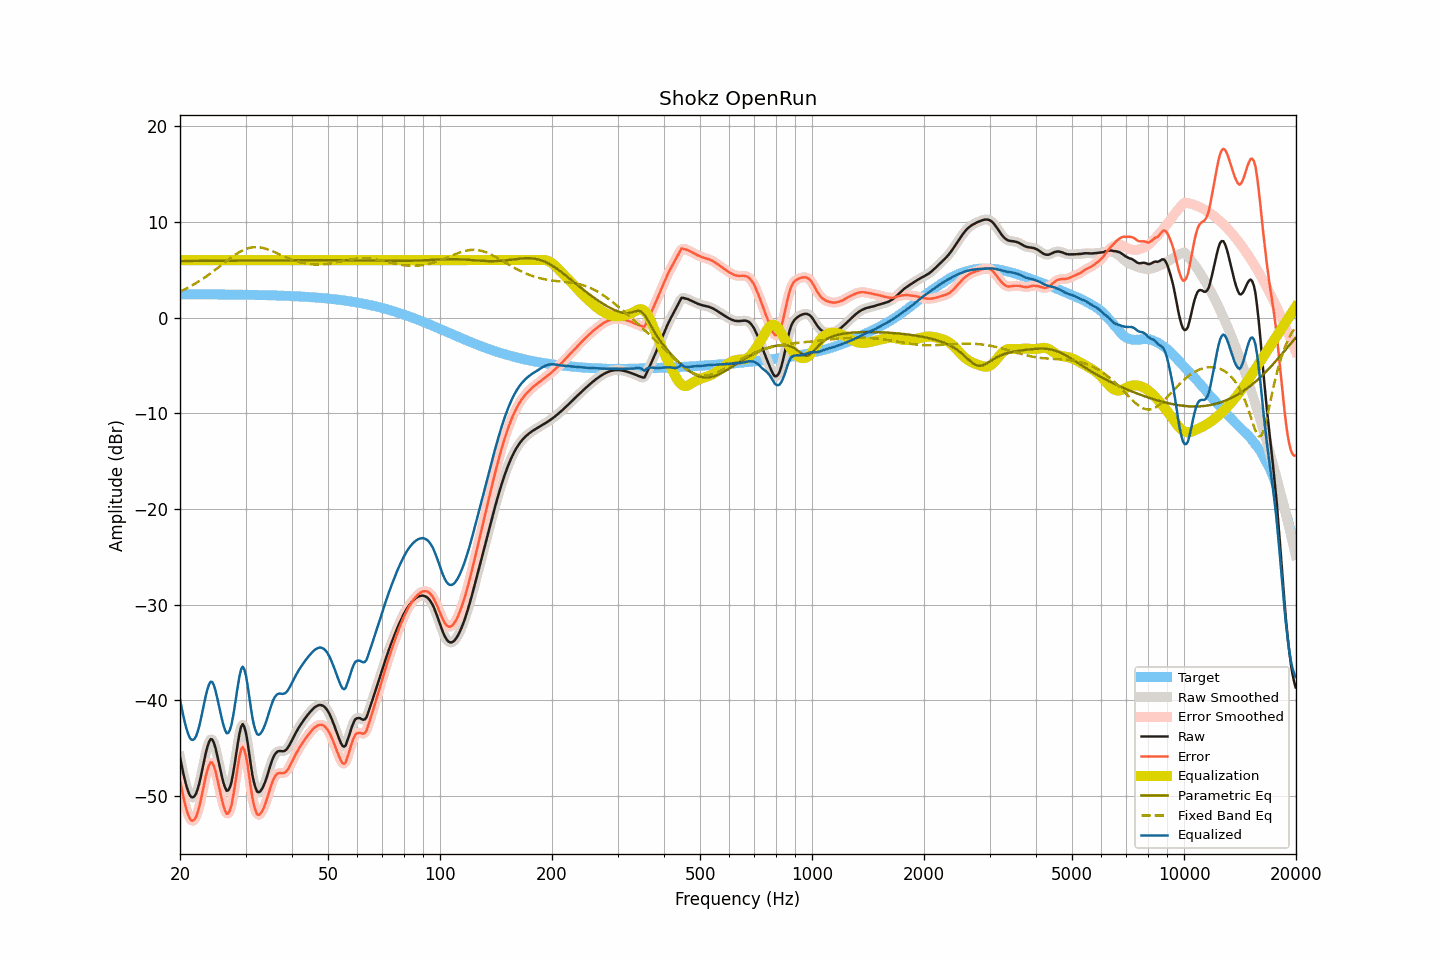 Shokz OpenRun
20
10
0
−10
−20
−30
−40
−50
Amplitude (dBr)
Target
Raw Smoothed
Error Smoothed
Raw
Error
Equalization
Parametric Eq
Fixed Band Eq
Equalized
20 50 100 200 500 1000 2000 5000 10000 20000
Frequency (Hz)